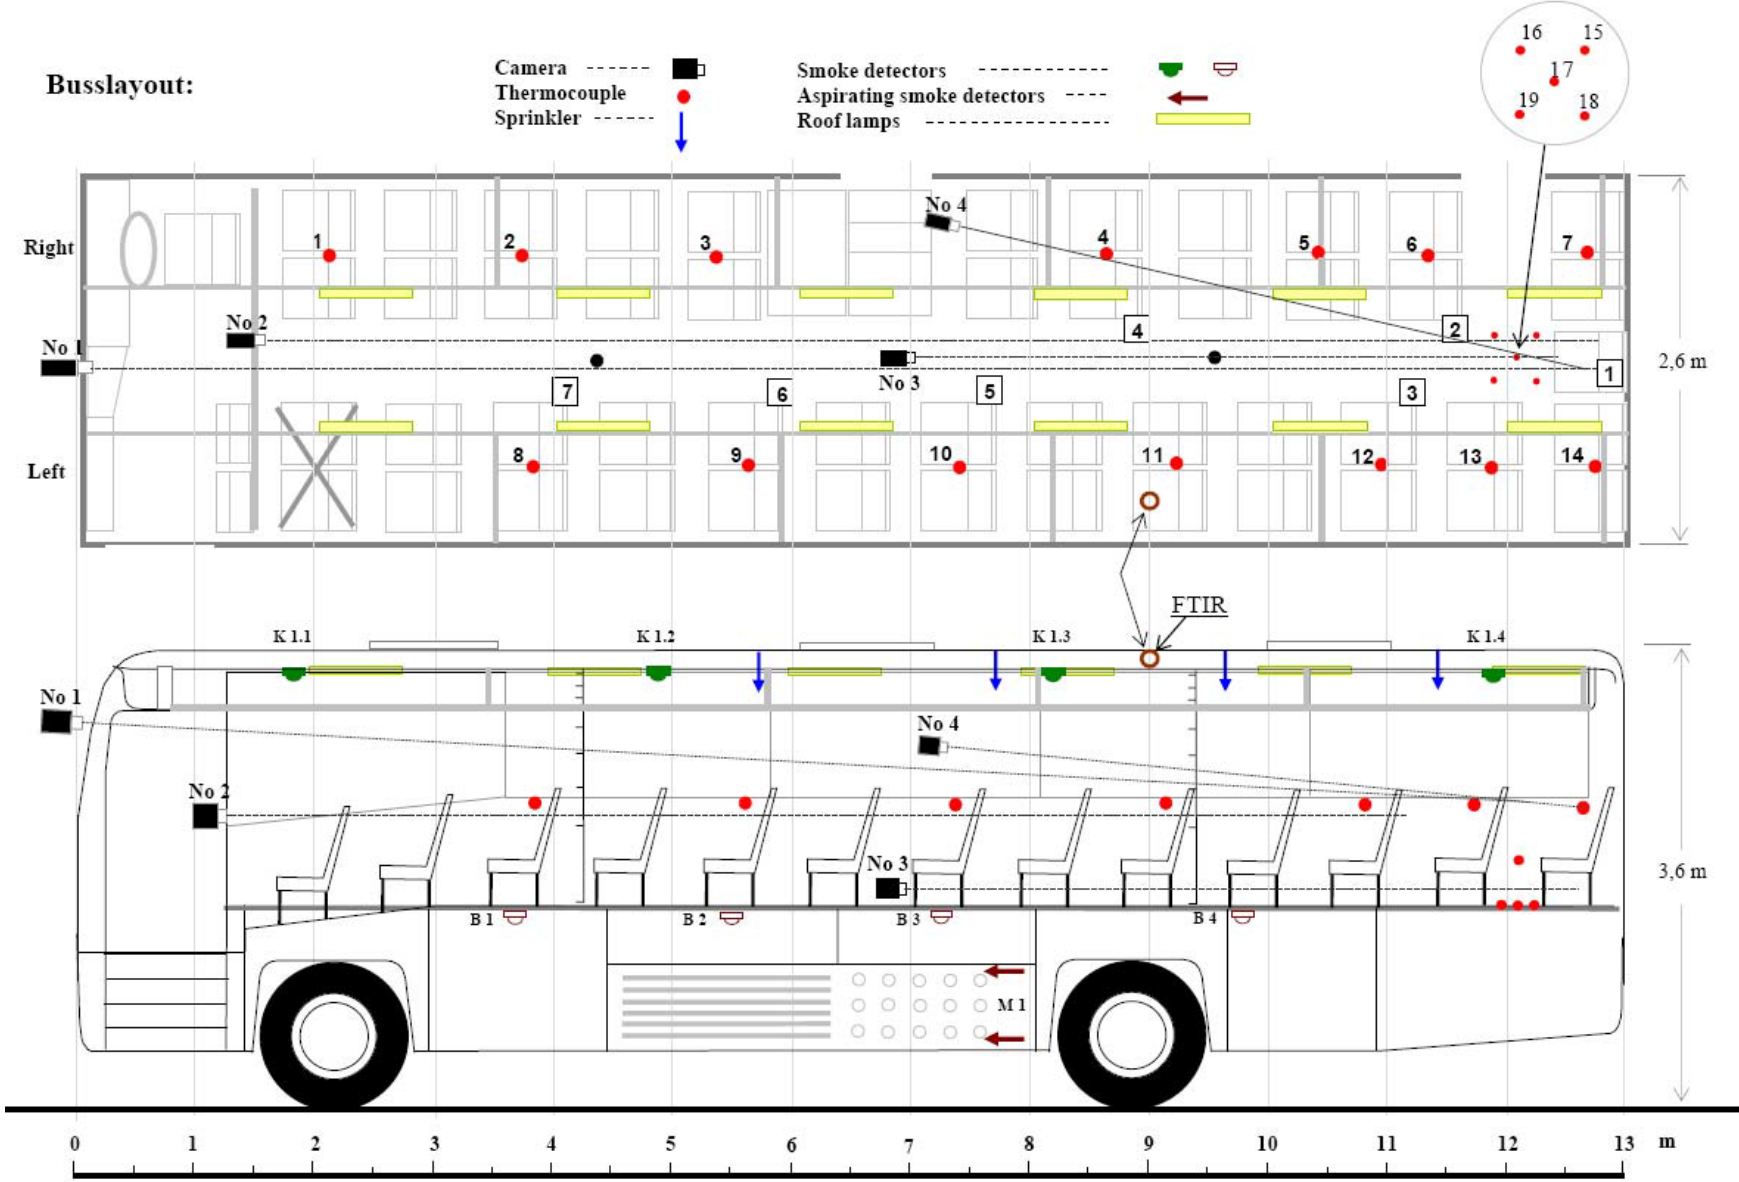 16 15
17
19 18
Busslayout:
Camera
Thermocouple
Sprinkler
Smoke detectors
Aspirating smoke detectors
Roof lamps
Right
Left
No 4
1 2 3 4 5 6 7
No 2
No 1
No 3
4 2
1
7 6 5 3
8 9 10 11 12 13 14
2,6 m
FTIR
K 1.1 K 1.2 K 1.3 K 1.4
No 1
No 4
No 2
No 3
3,6 m
B 1 B 2 B 3 B 4
M 1
0 1 2 3 4 5 6 7 8 9 10 11 12 13 m